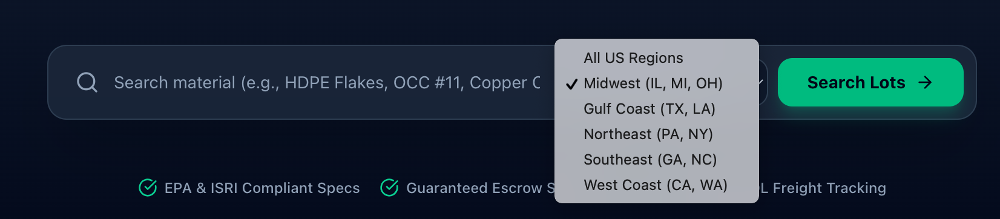 Search material (e.g., HDPE Flakes, OCC #11, Copper
All US Regions
Midwest (IL, MI, OH)
Gulf Coast (TX, LA)
Northeast (PA, NY)
Southeast (GA, NC)
West Coast (CA, WA)
Search Lots
EPA & ISRI Compliant Specs
Guaranteed Escrow
Freight Tracking